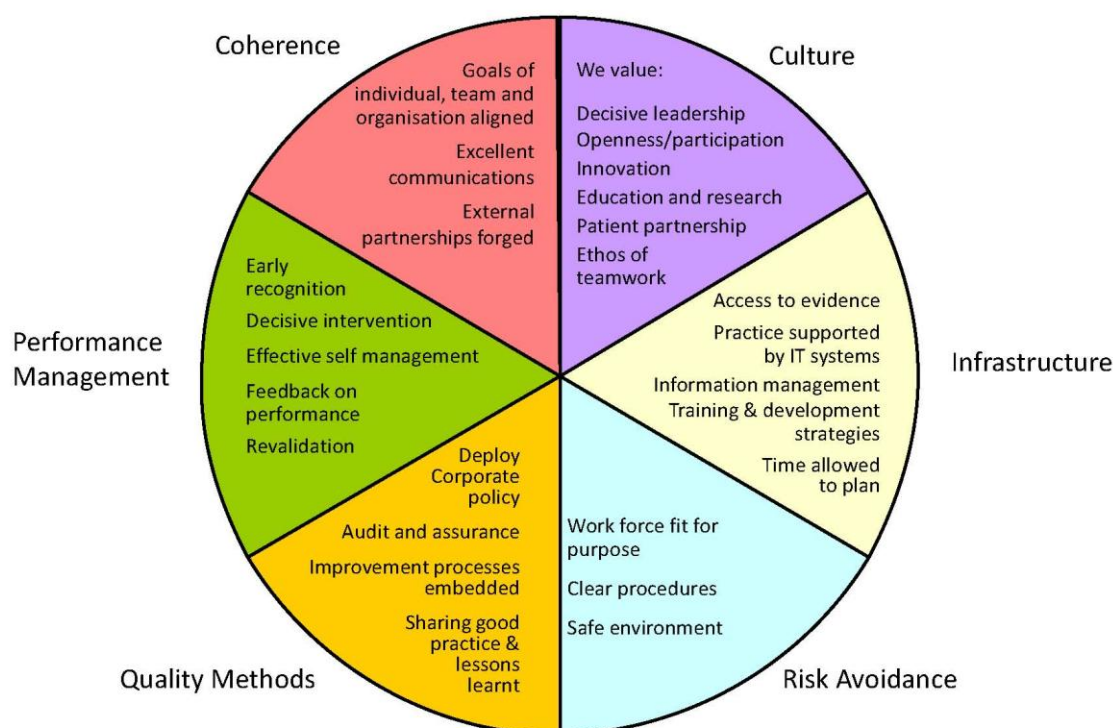 Coherence
Goals of
individual, team and
organisation aligned
Excellent
communications
External
partnerships forged
Culture
We value:
Decisive leadership
Openness/participation
Innovation
Education and research
Patient partnership
Ethos of
teamwork
Infrastructure
Access to evidence
Practice supported
by IT systems
Information management
Training & development
strategies
Time allowed
to plan
Risk Avoidance
Work force fit for
purpose
Clear procedures
Safe environment
Quality Methods
Deploy
Corporate
policy
Audit and assurance
Improvement processes
embedded
Sharing good
practice &
lessons
learnt
Performance
Management
Early
recognition
Decisive intervention
Effective self management
Feedback on
performance
Revalidation